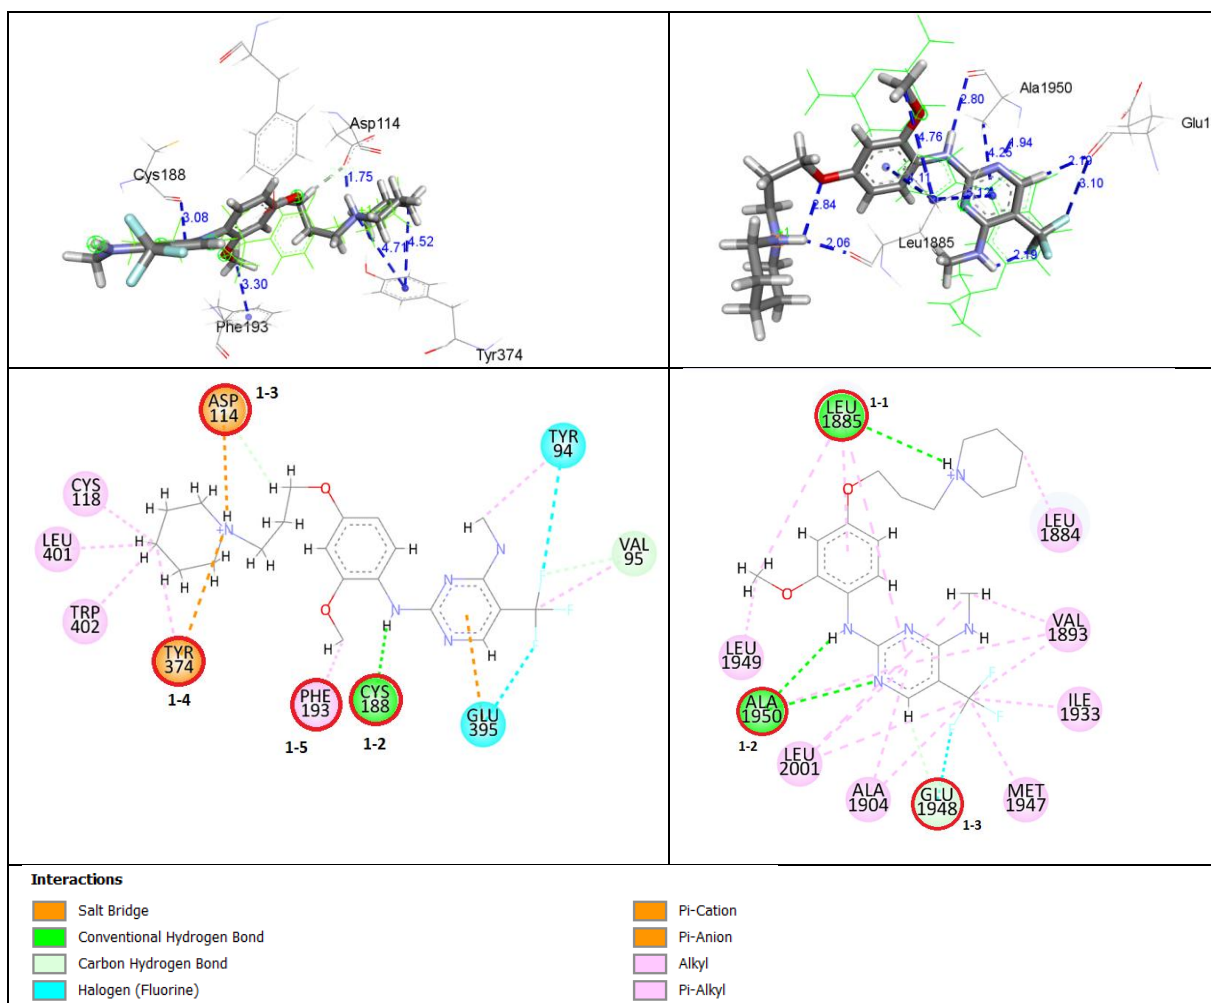 Asp114
Cys188
1.75
3.08
4.71
4.52
3.30
Phe193
Tyr374
Ala1950
Glu1
2.80
4.76
1.94
4.25
2.19
3.10
2.84
2.06
Leu1885
2.19
ASP
114
1-3
CYS
118
LEU
401
TRP
402
TYR
374
1-4
PHE
193
1-5
CYS
188
1-2
GLU
395
TYR
94
VAL
95
H H
H
H
H
H
H
H
H
H
N+
O
H
H
H
O
H
H
N
H
N
N
N
H
F
H
LEU
1885
1-1
LEU
1884
LEU
1949
ALA
1950
1-2
LEU
2001
ALA
1904
GLU
1948
1-3
MET
1947
ILE
1933
VAL
1893
H
N+
O
H
H
H
H
O
N
H
N
N
N
H
H
H
H
F
Interactions
Salt Bridge
Conventional Hydrogen Bond
Carbon Hydrogen Bond
Halogen (Fluorine)
Pi-Cation
Pi-Anion
Alkyl
Pi-Alkyl